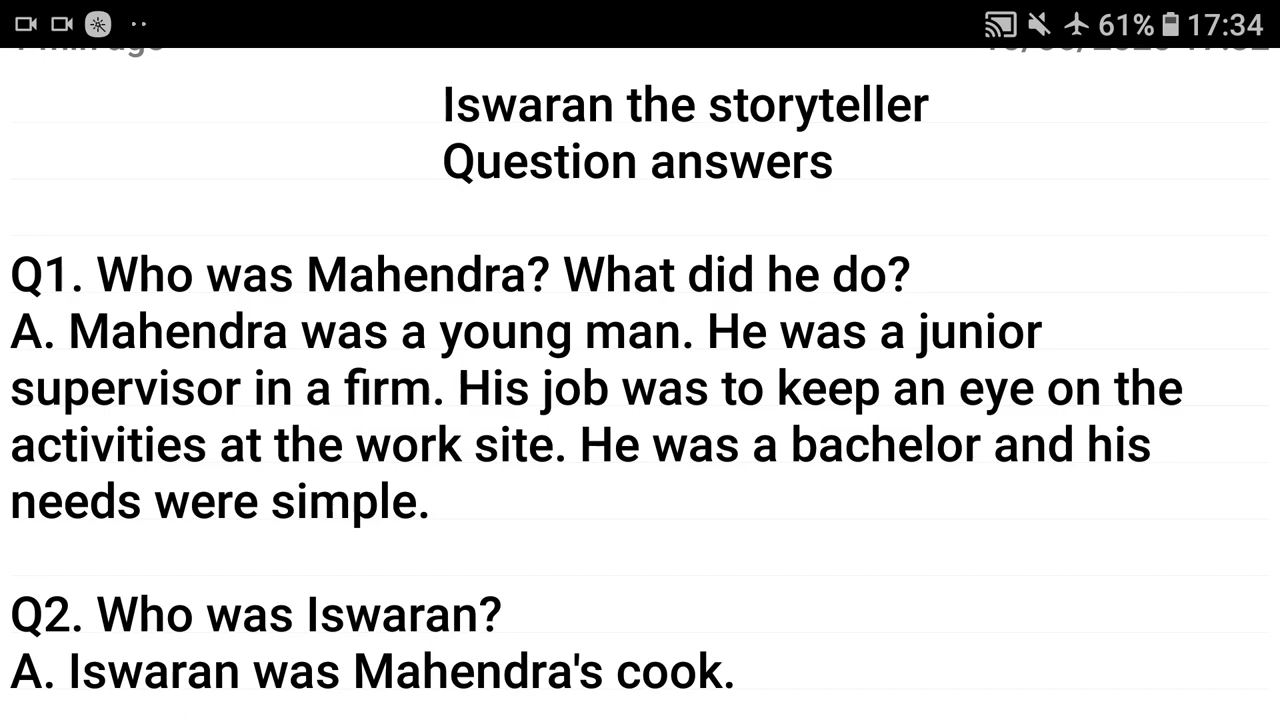 61% 17:34
Iswaran the storyteller
Question answers
Q1. Who was Mahendra? What did he do?
A. Mahendra was a young man. He was a junior
supervisor in a firm. His job was to keep an eye on the
activities at the work site. He was a bachelor and his
needs were simple.
Q2. Who was Iswaran?
A. Iswaran was Mahendra's cook.